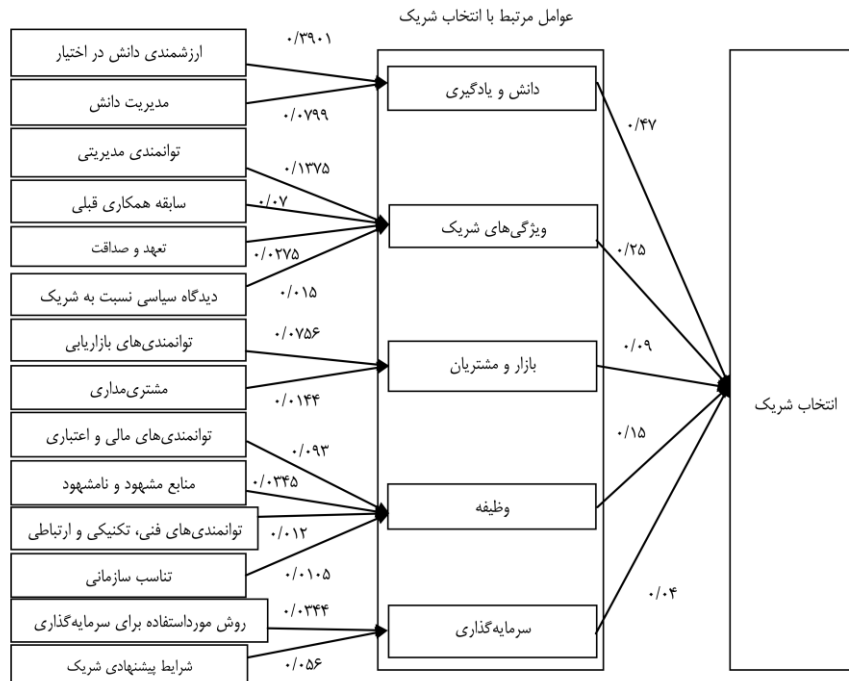 عوامل مرتبط با انتخاب شریک
ارزشمندی دانش در اختیار
۰/۳۹۰۱
مدیریت دانش
۰/۰۷۹۹
دانش و یادگیری
۰/۴۷
توانمندی مدیریتی
۰/۱۳۷۵
سابقه همکاری قبلی
۰/۰۷
تعهد و صداقت
۰/۰۲۷۵
دیدگاه سیاسی نسبت به شریک
۰/۰۱۵
ویژگی‌های شریک
۰/۲۵
توانمندی‌های بازاریابی
۰/۰۷۵۶
مشتری‌مداری
۰/۰۱۴۴
بازار و مشتریان
۰/۰۹
توانمندی‌های مالی و اعتباری
۰/۰۹۳
منابع مشهود و نامشهود
۰/۰۳۴۵
توانمندی‌های فنی، تکنیکی و ارتباطی
۰/۰۱۲
تناسب سازمانی
۰/۰۱۰۵
وظیفه
۰/۱۵
روش مورداستفاده برای سرمایه‌گذاری
۰/۰۳۴۴
شرایط پیشنهادی شریک
۰/۰۵۶
سرمایه‌گذاری
۰/۰۴
انتخاب شریک